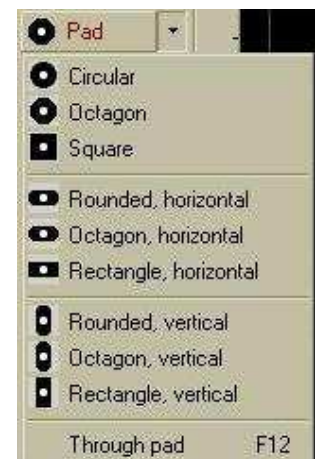 Pad
Circular
Octagon
Square
Rounded, horizontal
Octagon, horizontal
Rectangle, horizontal
Rounded, vertical
Octagon, vertical
Rectangle, vertical
Through pad F12